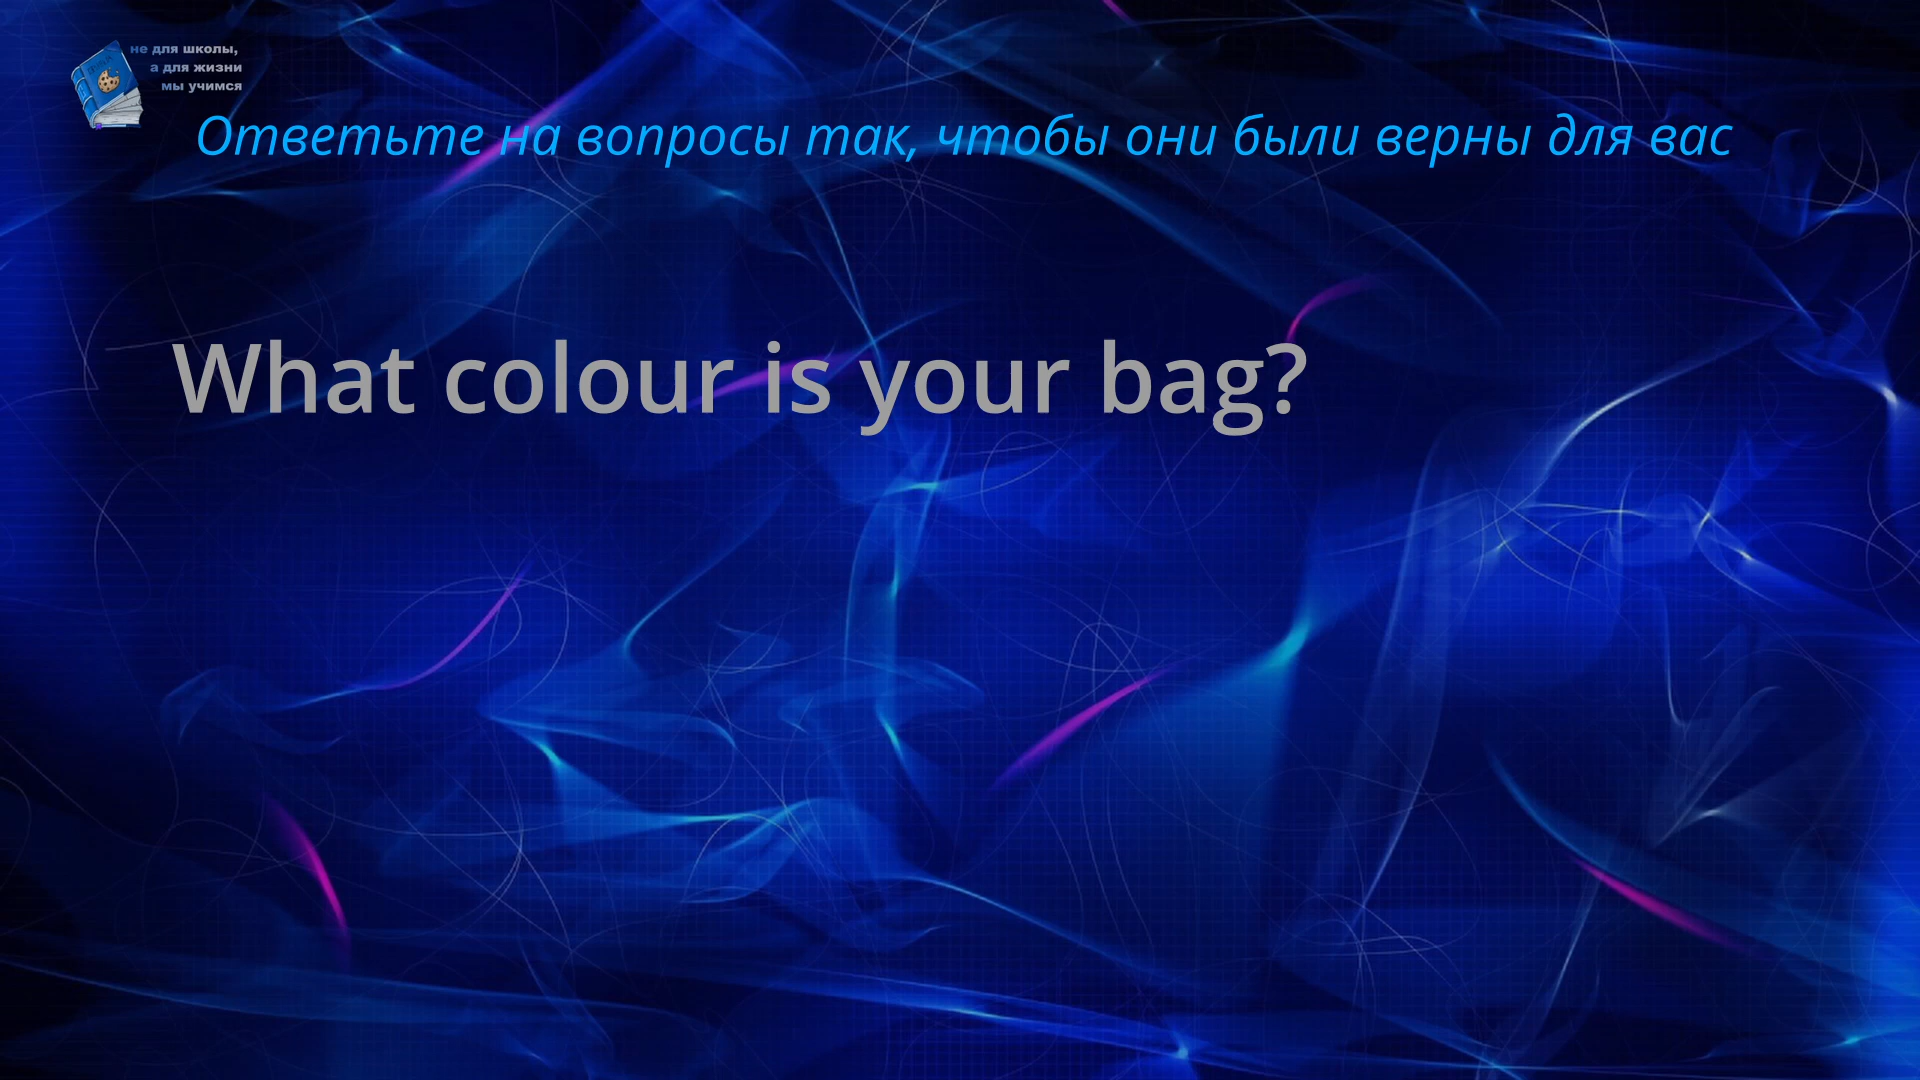 не для школы,
а для жизни
мы учимся
Ответьте на вопросы так, чтобы они были верны для вас
What colour is your bag?